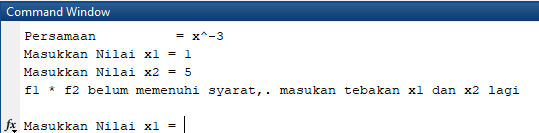 Command Window
Persamaan          = x^-3
Masukkan Nilai x1 = 1
Masukkan Nilai x2 = 5
f1 * f2 belum memenuhi syarat,. masukan tebakan x1 dan x2 lagi
fx Masukkan Nilai x1 =